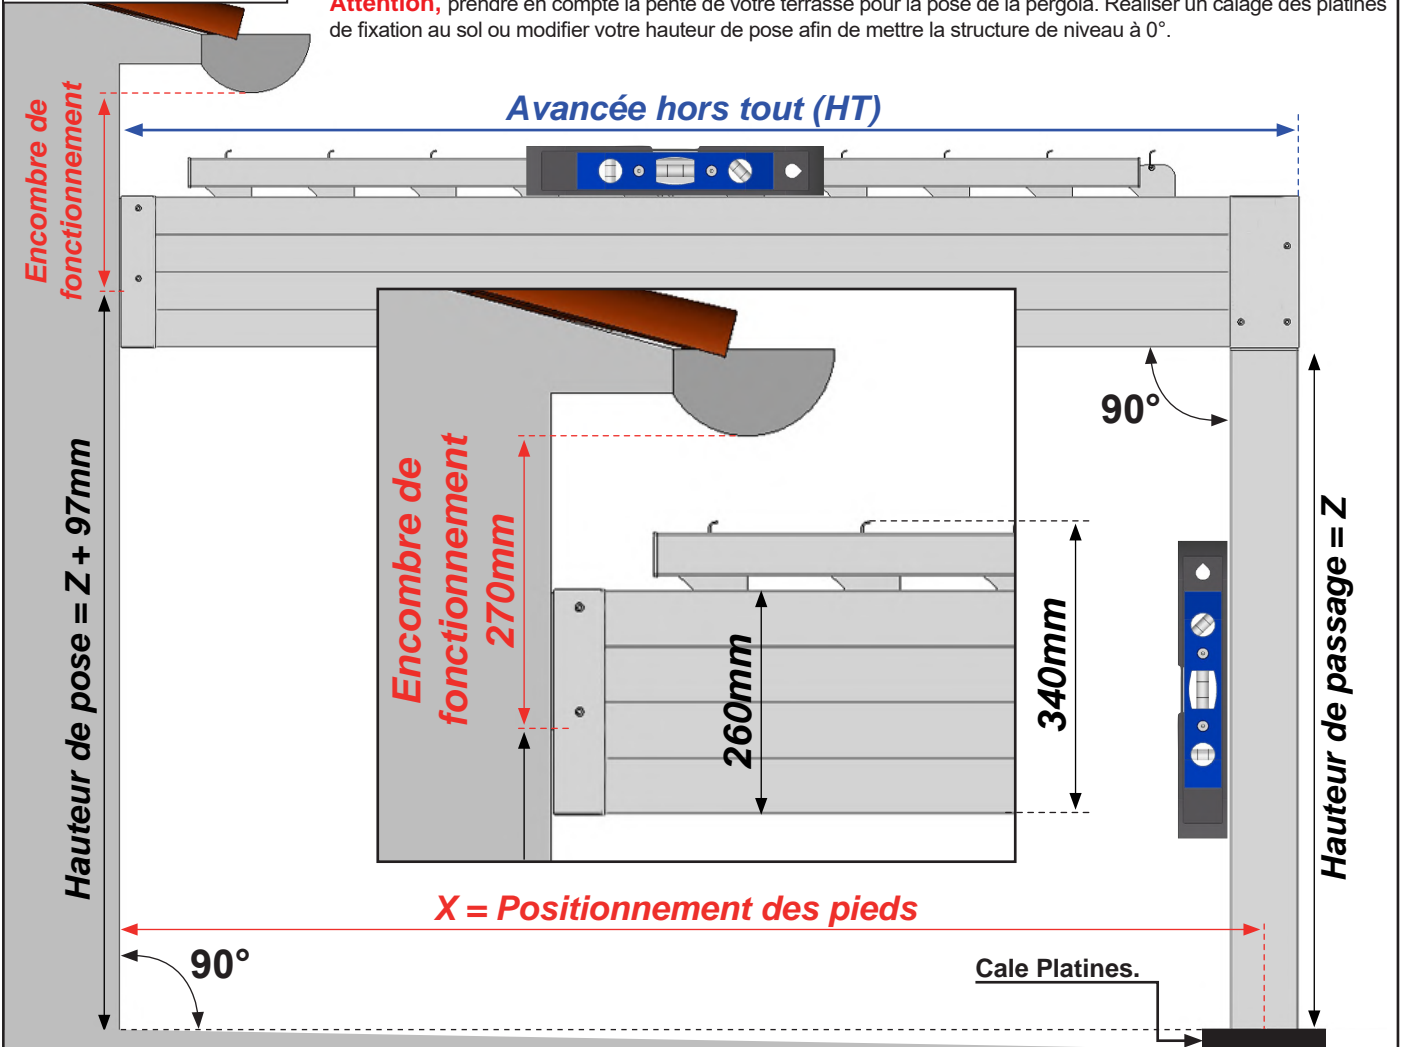 Attention, prendre en compte la pente de votre terrasse pour la pose de la pergola. Réaliser un calage des platines
de fixation au sol ou modifier votre hauteur de pose afin de mettre la structure de niveau à 0°.
Avancée hors tout (HT)
Encombre de
fonctionnement
90°
Encombre de
fonctionnement
270mm
260mm
340mm
Hauteur de pose = Z + 97mm
Hauteur de passage = Z
X = Positionnement des pieds
90°
Cale Platines.